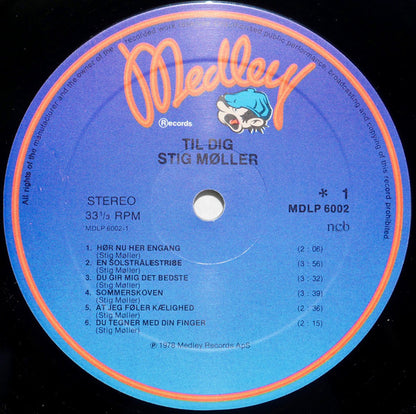 All rights of the manufacturer and the owner of the recorded work public performance, broadcasting and copying of this record prohibited.
Medley
® Records
TIL DIG
STIG MØLLER
STEREO
33 1/3 RPM
MDLP 6002-1
* 1
MDLP 6002
ncb
1. HØR NU HER ENGANG (2 : 06)
(Stig Møller)
2. EN SOLSTRÅLESTRIBE (3 : 56)
(Stig Møller)
3. DU GIR MIG DET BEDSTE (3 : 32)
(Stig Møller)
4. SOMMERSKOVEN (3 : 39)
(Stig Møller)
5. AT JEG FØLER KÆLIGHED (2 : 36)
(Stig Møller)
6. DU TEGNER MED DIN FINGER (2 : 15)
(Stig Møller)
℗ 1978 Medley Records ApS